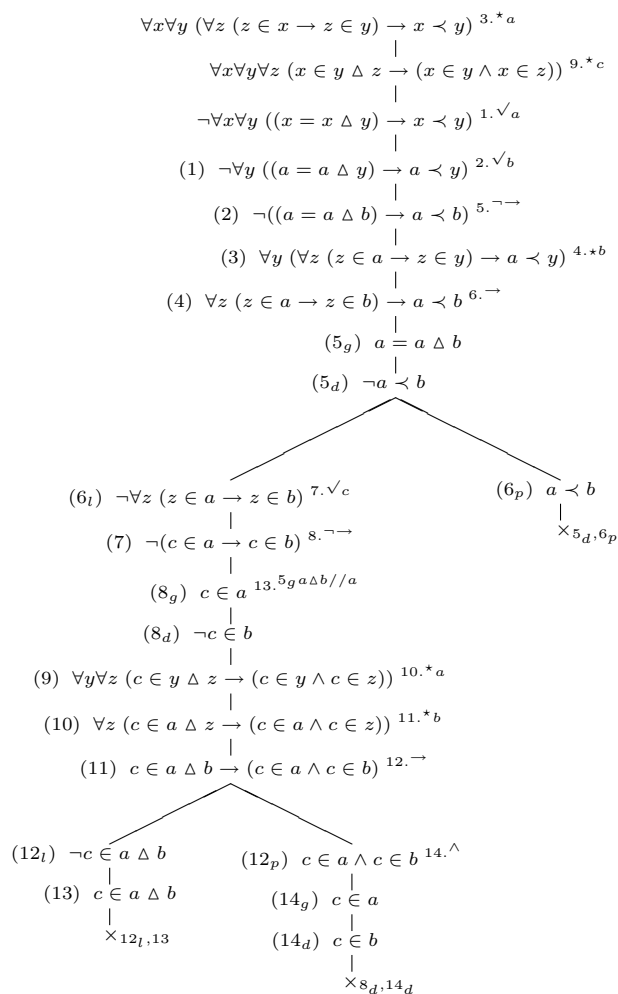 ∀x∀y (∀z (z ∈ x → z ∈ y) → x ≺ y) 3.⋆a
∀x∀y∀z (x ∈ y △ z → (x ∈ y ∧ x ∈ z)) 9.⋆c
¬∀x∀y ((x = x △ y) → x ≺ y) 1.√a
(1) ¬∀y ((a = a △ y) → a ≺ y) 2.√b
(2) ¬((a = a △ b) → a ≺ b) 5.¬→
(3) ∀y (∀z (z ∈ a → z ∈ y) → a ≺ y) 4.⋆b
(4) ∀z (z ∈ a → z ∈ b) → a ≺ b 6.→
(5g) a = a △ b
(5d) ¬a ≺ b
(6l) ¬∀z (z ∈ a → z ∈ b) 7.√c
(6p) a ≺ b
(7) ¬(c ∈ a → c ∈ b) 8.¬→
×5d,6p
(8g) c ∈ a 13.5g a△b//a
(8d) ¬c ∈ b
(9) ∀y∀z (c ∈ y △ z → (c ∈ y ∧ c ∈ z)) 10.⋆a
(10) ∀z (c ∈ a △ z → (c ∈ a ∧ c ∈ z)) 11.⋆b
(11) c ∈ a △ b → (c ∈ a ∧ c ∈ b) 12.→
(12l) ¬c ∈ a △ b
(12p) c ∈ a ∧ c ∈ b 14.∧
(13) c ∈ a △ b
(14g) c ∈ a
×12l,13
(14d) c ∈ b
×8d,14d